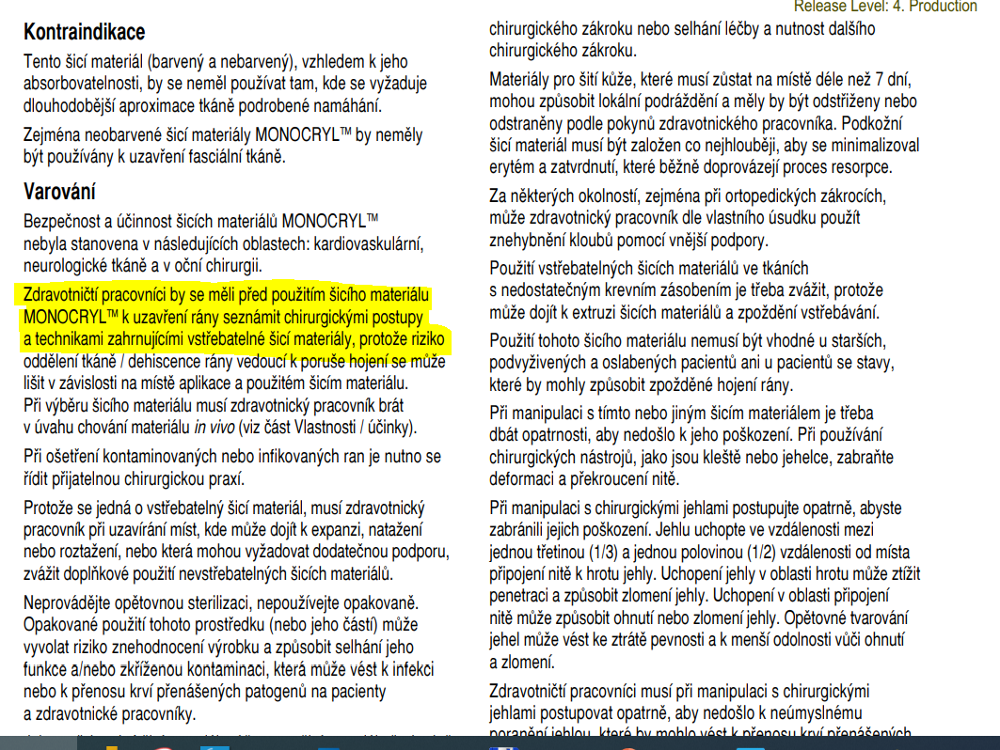 Release Level: 4. Production
Kontraindikace
Tento šicí materiál (barvený a nebarvený), vzhledem k jeho
absorbovatelnosti, by se neměl používat tam, kde se vyžaduje
dlouhodobější aproximace tkáně podrobené namáhání.
Zejména neobarvené šicí materiály MONOCRYL™ by neměly
být používány k uzavření fasciální tkáně.
Varování
Bezpečnost a účinnost šicích materiálů MONOCRYL™
nebyla stanovena v následujících oblastech: kardiovaskulární,
neurologické tkáně a v oční chirurgii.
Zdravotničtí pracovníci by se měli před použitím šicího materiálu
MONOCRYL™ k uzavření rány seznámit chirurgickými postupy
a technikami zahrnujícími vstřebatelné šicí materiály, protože riziko
oddělení tkáně / dehiscence rány vedoucí k poruše hojení se může
lišit v závislosti na místě aplikace a použitém šicím materiálu.
Při výběru šicího materiálu musí zdravotnický pracovník brát
v úvahu chování materiálu in vivo (viz část Vlastnosti / účinky).
Při ošetření kontaminovaných nebo infikovaných ran je nutno se
řídit přijatelnou chirurgickou praxí.
Protože se jedná o vstřebatelný šicí materiál, musí zdravotnický
pracovník při uzavírání míst, kde může dojít k expanzi, natažení
nebo roztažení, nebo která mohou vyžadovat dodatečnou podporu,
zvážit doplňkové použití nevstřebatelných šicích materiálů.
Neprovádějte opětovnou sterilizaci, nepoužívejte opakovaně.
Opakované použití tohoto prostředku (nebo jeho částí) může
vyvolat riziko znehodnocení výrobku a způsobit selhání jeho
funkce a/nebo zkříženou kontaminaci, která může vést k infekci
nebo k přenosu krví přenášených patogenů na pacienty
a zdravotnické pracovníky.
chirurgického zákroku nebo selhání léčby a nutnost dalšího
chirurgického zákroku.
Materiály pro šití kůže, které musí zůstat na místě déle než 7 dní,
mohou způsobit lokální podráždění a měly by být odstřiženy nebo
odstraněny podle pokynů zdravotnického pracovníka. Podkožní
šicí materiál musí být založen co nejhlouběji, aby se minimalizoval
erytém a zatvrdnutí, které běžně doprovázejí proces resorpce.
Za některých okolností, zejména při ortopedických zákrocích,
může zdravotnický pracovník dle vlastního úsudku použít
znehybnění kloubů pomocí vnější podpory.
Použití vstřebatelných šicích materiálů ve tkáních
s nedostatečným krevním zásobením je třeba zvážit, protože
může dojít k extruzi šicích materiálů a zpoždění vstřebávání.
Použití tohoto šicího materiálu nemusí být vhodné u starších,
podvyživených a oslabených pacientů ani u pacientů se stavy,
které by mohly způsobit zpožděné hojení rány.
Při manipulaci s tímto nebo jiným šicím materiálem je třeba
dbát opatrnosti, aby nedošlo k jeho poškození. Při používání
chirurgických nástrojů, jako jsou kleště nebo jehelce, zabraňte
deformaci a překroucení nitě.
Při manipulaci s chirurgickými jehlami postupujte opatrně, abyste
zabránili jejich poškození. Jehlu uchopte ve vzdálenosti mezi
jednou třetinou (1/3) a jednou polovinou (1/2) vzdálenosti od místa
připojení nitě k hrotu jehly. Uchopení jehly v oblasti hrotu může ztížit
penetraci a způsobit zlomení jehly. Uchopení v oblasti připojení
nitě může způsobit ohnutí nebo zlomení jehly. Opětovné tvarování
jehel může vést ke ztrátě pevnosti a k menší odolnosti vůči ohnutí
a zlomení.
Zdravotničtí pracovníci musí při manipulaci s chirurgickými
jehlami postupovat opatrně, aby nedošlo k neúmyslnému
poranění jehlou, které by mohlo vést k přenosu krví přenášených